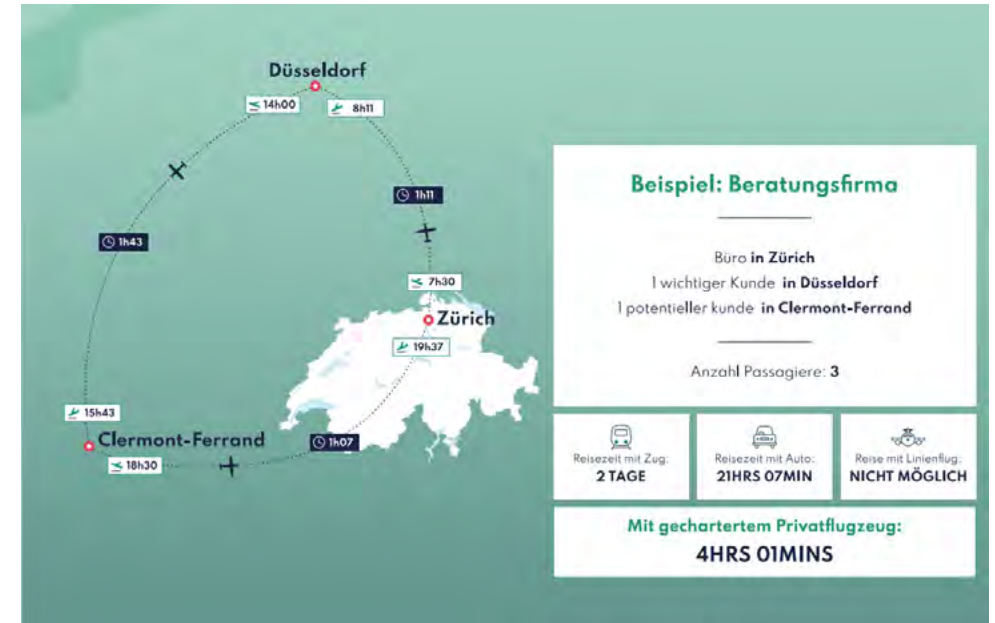 Düsseldorf
14h00
8h11
1h11
1h43
7h30
Zürich
19h37
15h43
Clermont-Ferrand
1h07
18h30
Beispiel: Beratungsfirma
Büro in Zürich
1 wichtiger Kunde in Düsseldorf
1 potentieller kunde in Clermont-Ferrand
Anzahl Passagiere: 3
Reisezeit mit Zug:
2 TAGE
Reisezeit mit Auto:
21HRS 07MIN
Reise mit Linienflug:
NICHT MÖGLICH
Mit gechartertem Privatflugzeug:
4HRS 01MINS